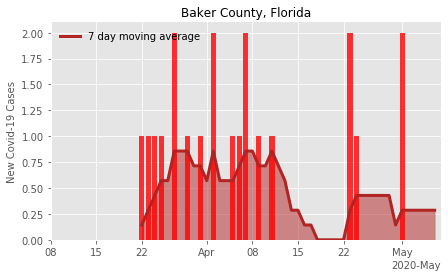 Baker County, Florida
7 day moving average
New Covid-19 Cases
2.00
1.75
1.50
1.25
1.00
0.75
0.50
0.25
0.00
08 15 22 Apr 08 15 22 May
2020-May